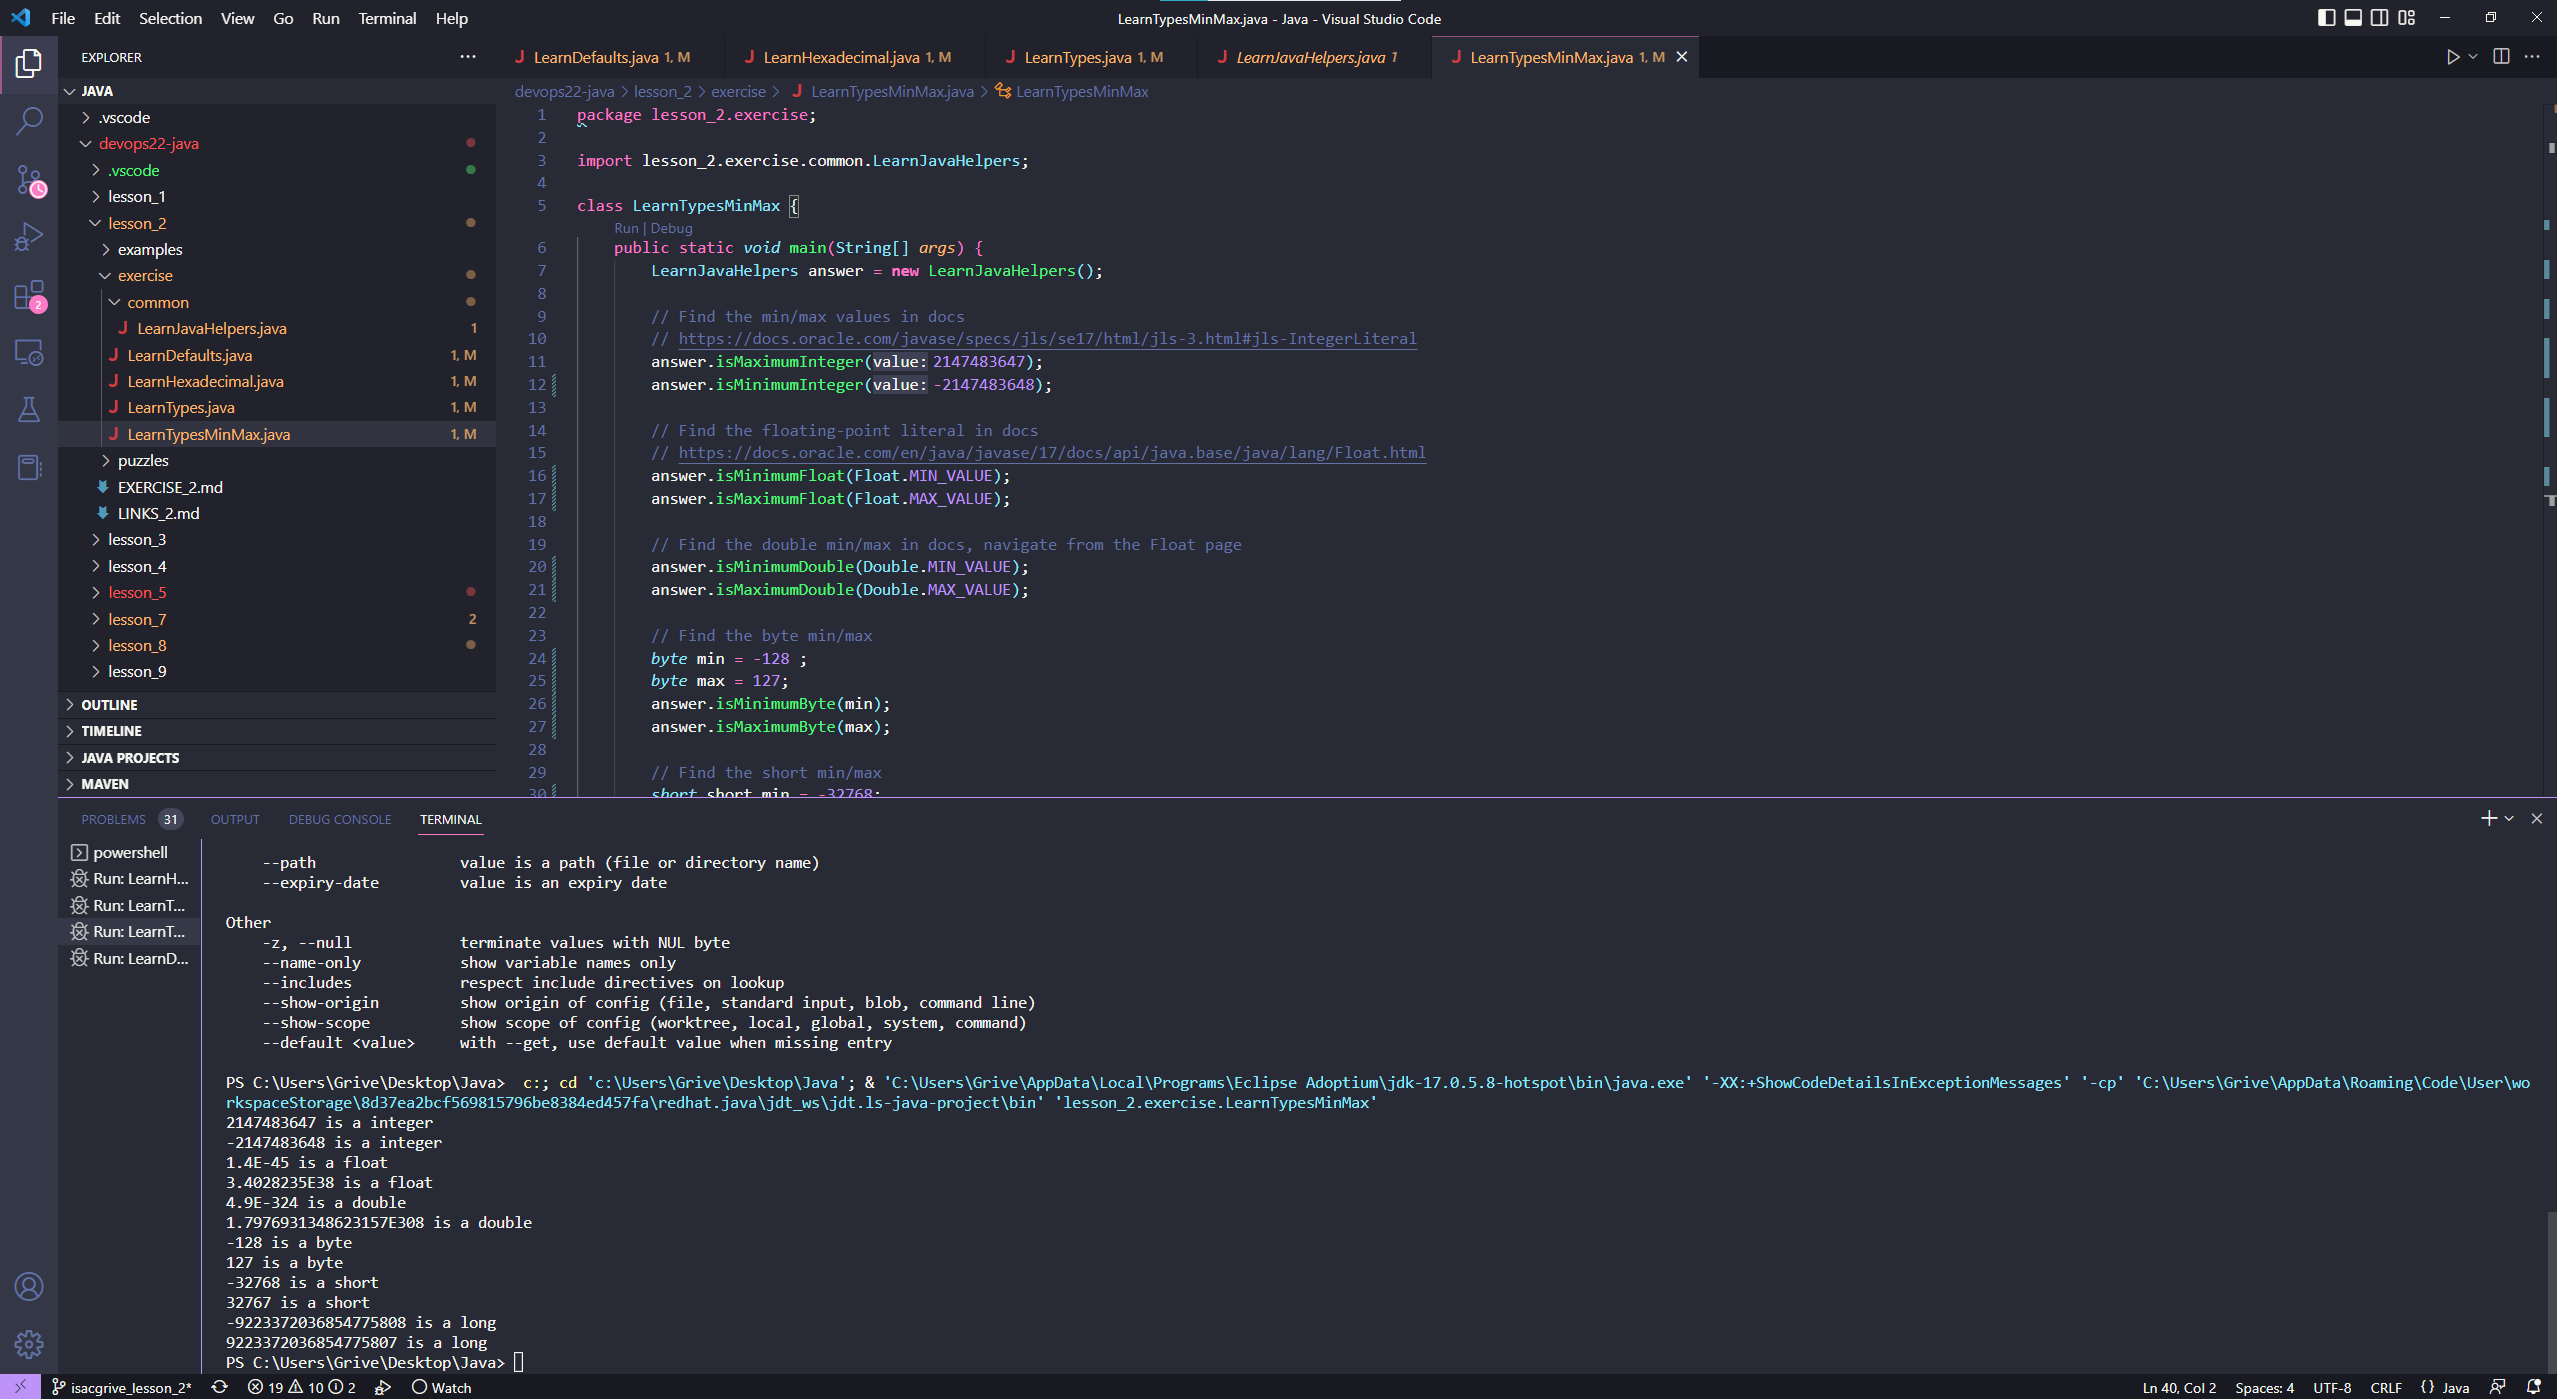 File Edit Selection View Go Run Terminal Help
LearnTypesMinMax.java - Java - Visual Studio Code
EXPLORER
JAVA
.vscode
devops22-java
.vscode
lesson_1
lesson_2
examples
exercise
common
LearnJavaHelpers.java 1
LearnDefaults.java 1, M
LearnHexadecimal.java 1, M
LearnTypes.java 1, M
LearnTypesMinMax.java 1, M
puzzles
EXERCISE_2.md
LINKS_2.md
lesson_3
lesson_4
lesson_5
lesson_7 2
lesson_8
lesson_9
OUTLINE
TIMELINE
JAVA PROJECTS
MAVEN
2
LearnDefaults.java 1, M LearnHexadecimal.java 1, M LearnTypes.java 1, M LearnJavaHelpers.java 1 LearnTypesMinMax.java 1, M
devops22-java > lesson_2 > exercise > LearnTypesMinMax.java > LearnTypesMinMax
1 package lesson_2.exercise;
2
3 import lesson_2.exercise.common.LearnJavaHelpers;
4
5 class LearnTypesMinMax {
Run | Debug
6 public static void main(String[] args) {
7 LearnJavaHelpers answer = new LearnJavaHelpers();
8
9 // Find the min/max values in docs
10 // https://docs.oracle.com/javase/specs/jls/se17/html/jls-3.html#jls-IntegerLiteral
11 answer.isMaximumInteger(value: 2147483647);
12 answer.isMinimumInteger(value: -2147483648);
13
14 // Find the floating-point literal in docs
15 // https://docs.oracle.com/en/java/javase/17/docs/api/java.base/java/lang/Float.html
16 answer.isMinimumFloat(Float.MIN_VALUE);
17 answer.isMaximumFloat(Float.MAX_VALUE);
18
19 // Find the double min/max in docs, navigate from the Float page
20 answer.isMinimumDouble(Double.MIN_VALUE);
21 answer.isMaximumDouble(Double.MAX_VALUE);
22
23 // Find the byte min/max
24 byte min = -128 ;
25 byte max = 127;
26 answer.isMinimumByte(min);
27 answer.isMaximumByte(max);
28
29 // Find the short min/max
30 short short_min = -32768;
PROBLEMS 31 OUTPUT DEBUG CONSOLE TERMINAL
powershell
Run: LearnH...
Run: LearnT...
Run: LearnT...
Run: LearnD...
--path value is a path (file or directory name)
--expiry-date value is an expiry date
Other
-z, --null terminate values with NUL byte
--name-only show variable names only
--includes respect include directives on lookup
--show-origin show origin of config (file, standard input, blob, command line)
--show-scope show scope of config (worktree, local, global, system, command)
--default <value> with --get, use default value when missing entry
PS C:\Users\Grive\Desktop\Java> c:; cd 'c:\Users\Grive\Desktop\Java'; & 'C:\Users\Grive\AppData\Local\Programs\Eclipse Adoptium\jdk-17.0.5.8-hotspot\bin\java.exe' '-XX:+ShowCodeDetailsInExceptionMessages' '-cp' 'C:\Users\Grive\AppData\Roaming\Code\User\wo
rkspaceStorage\8d37ea2bcf569815796be8384ed457fa\redhat.java\jdt_ws\jdt.ls-java-project\bin' 'lesson_2.exercise.LearnTypesMinMax'
2147483647 is a integer
-2147483648 is a integer
1.4E-45 is a float
3.4028235E38 is a float
4.9E-324 is a double
1.7976931348623157E308 is a double
-128 is a byte
127 is a byte
-32768 is a short
32767 is a short
-9223372036854775808 is a long
9223372036854775807 is a long
PS C:\Users\Grive\Desktop\Java>
isacgrive_lesson_2* 19 10 2 Watch
Ln 40, Col 2 Spaces: 4 UTF-8 CRLF {} Java